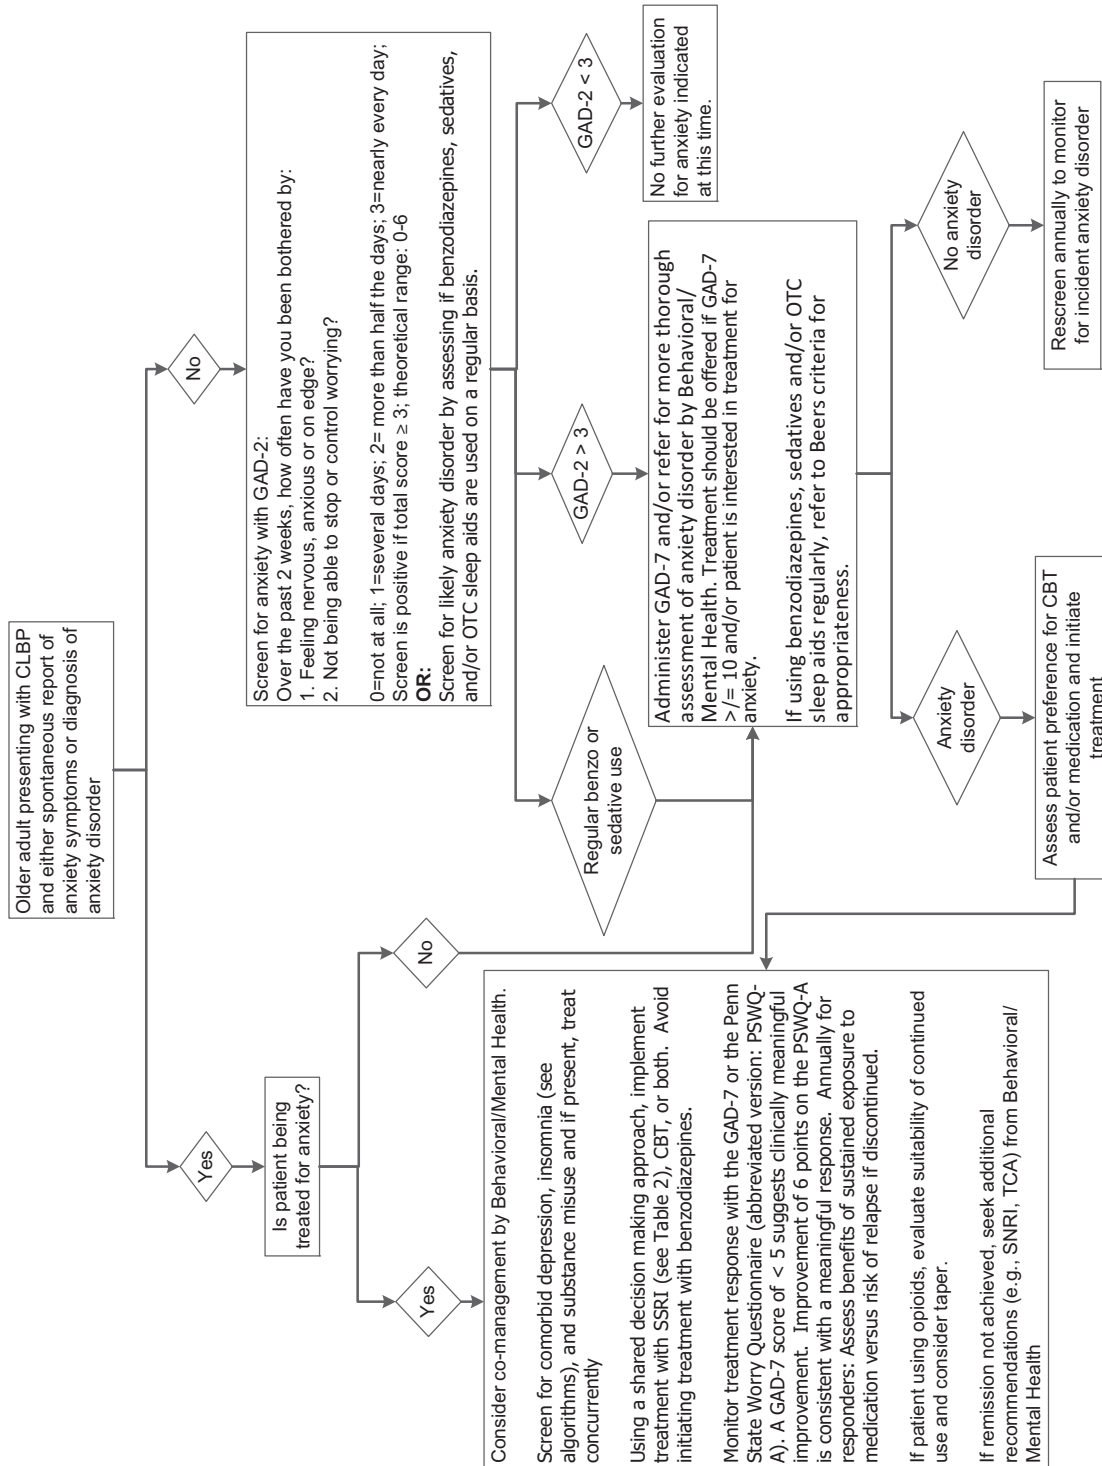 Older adult presenting with CLBP
and either spontaneous report of
anxiety symptoms or diagnosis of
anxiety disorder
Yes
No
Is patient being
treated for anxiety?
Yes
No
Consider co-management by Behavioral/Mental Health.
Screen for comorbid depression, insomnia (see
algorithms), and substance misuse and if present, treat
concurrently
Using a shared decision making approach, implement
treatment with SSRI (see Table 2), CBT, or both. Avoid
initiating treatment with benzodiazepines.
Monitor treatment response with the GAD-7 or the Penn
State Worry Questionnaire (abbreviated version: PSWQ-
A). A GAD-7 score of < 5 suggests clinically meaningful
improvement. Improvement of 6 points on the PSWQ-A
is consistent with a meaningful response. Annually for
responders: Assess benefits of sustained exposure to
medication versus risk of relapse if discontinued.
If patient using opioids, evaluate suitability of continued
use and consider taper.
If remission not achieved, seek additional
recommendations (e.g., SNRI, TCA) from Behavioral/
Mental Health
Screen for anxiety with GAD-2:
Over the past 2 weeks, how often have you been bothered by:
1. Feeling nervous, anxious or on edge?
2. Not being able to stop or control worrying?
0=not at all; 1=several days; 2= more than half the days; 3=nearly every day;
Screen is positive if total score ≥ 3; theoretical range: 0-6
OR:
Screen for likely anxiety disorder by assessing if benzodiazepines, sedatives,
and/or OTC sleep aids are used on a regular basis.
Regular benzo or
sedative use
GAD-2 > 3
GAD-2 < 3
No further evaluation
for anxiety indicated
at this time.
Administer GAD-7 and/or refer for more thorough
assessment of anxiety disorder by Behavioral/
Mental Health. Treatment should be offered if GAD-7
>/= 10 and/or patient is interested in treatment for
anxiety.
If using benzodiazepines, sedatives and/or OTC
sleep aids regularly, refer to Beers criteria for
appropriateness.
Anxiety
disorder
No anxiety
disorder
Assess patient preference for CBT
and/or medication and initiate
treatment
Rescreen annually to monitor
for incident anxiety disorder